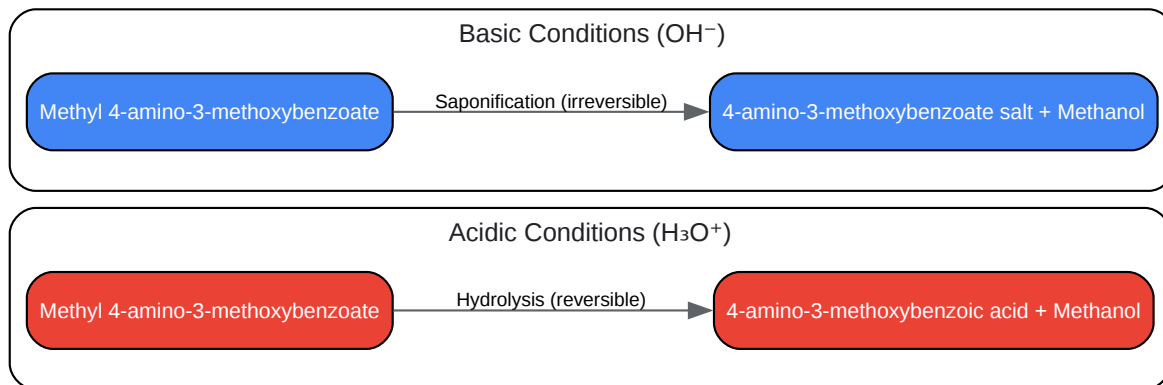 Basic Conditions (OH⁻)
Methyl 4-amino-3-methoxybenzoate
Saponification (irreversible)
4-amino-3-methoxybenzoate salt + Methanol
Acidic Conditions (H₃O⁺)
Methyl 4-amino-3-methoxybenzoate
Hydrolysis (reversible)
4-amino-3-methoxybenzoic acid + Methanol